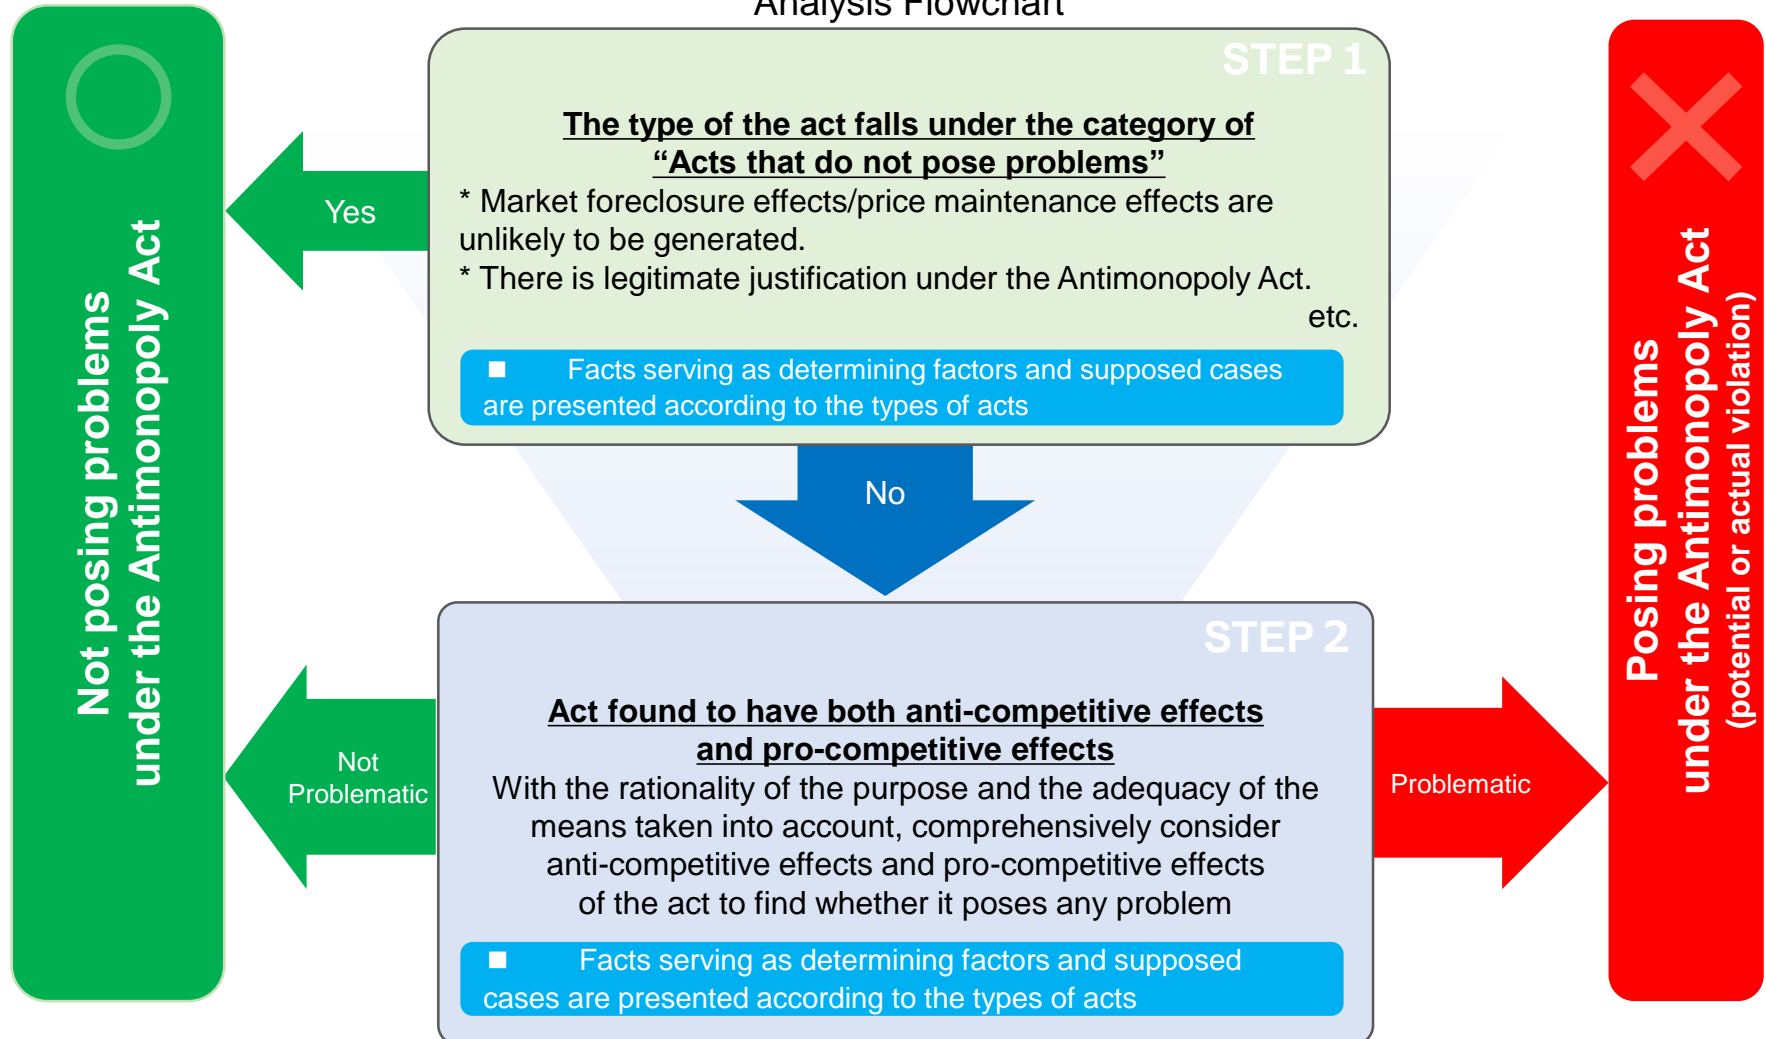 Analysis Flowchart
Not posing problems
under the Antimonopoly Act
STEP 1
The type of the act falls under the category of
“Acts that do not pose problems”
* Market foreclosure effects/price maintenance effects are
unlikely to be generated.
* There is legitimate justification under the Antimonopoly Act.
etc.
■ Facts serving as determining factors and supposed cases
are presented according to the types of acts
Yes
No
STEP 2
Act found to have both anti-competitive effects
and pro-competitive effects
With the rationality of the purpose and the adequacy of the
means taken into account, comprehensively consider
anti-competitive effects and pro-competitive effects
of the act to find whether it poses any problem
■ Facts serving as determining factors and supposed
cases are presented according to the types of acts
Not
Problematic
Problematic
Posing problems
under the Antimonopoly Act
(potential or actual violation)